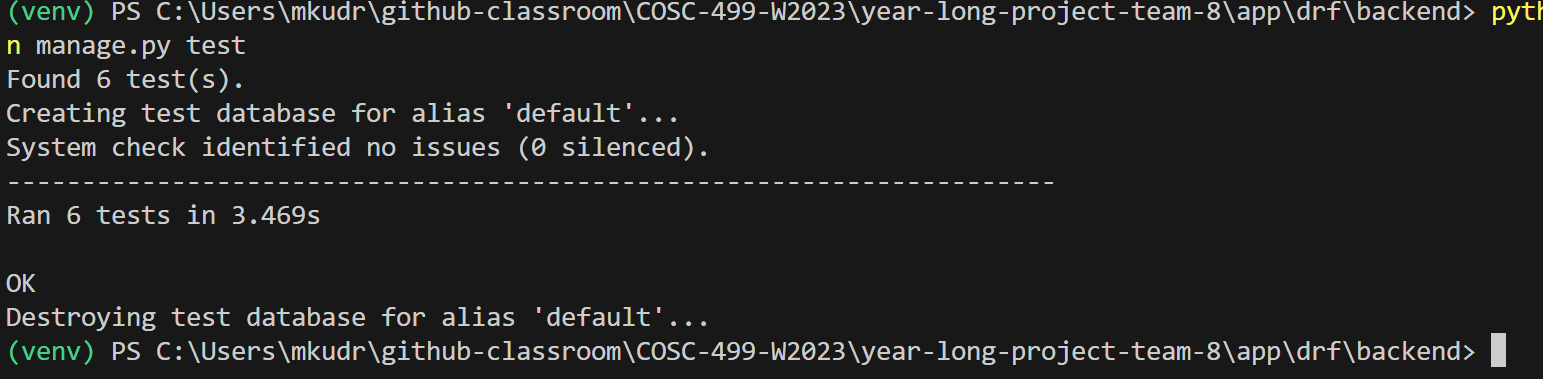 (venv) PS C:\Users\mkudr\github-classroom\COSC-499-W2023\year-long-project-team-8\app\drf\backend> pyth
n manage.py test
Found 6 test(s).
Creating test database for alias 'default'...
System check identified no issues (0 silenced).
----------------------------------------------------------------------
Ran 6 tests in 3.469s
OK
Destroying test database for alias 'default'...
(venv) PS C:\Users\mkudr\github-classroom\COSC-499-W2023\year-long-project-team-8\app\drf\backend>